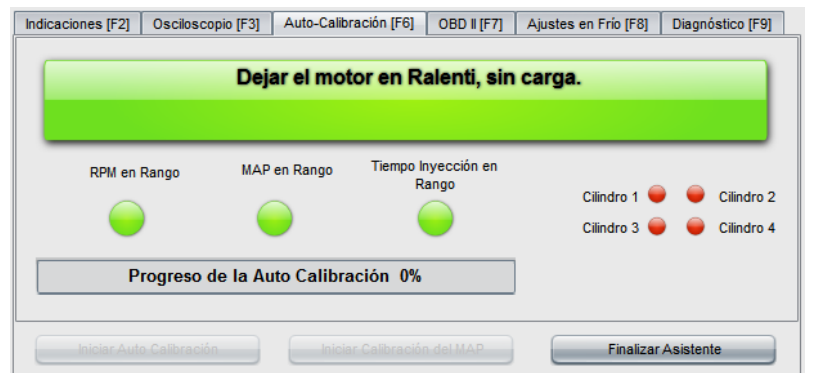 Indicaciones [F2] Osciloscopio [F3] Auto-Calibración [F6] OBD II [F7] Ajustes en Frío [F8] Diagnóstico [F9]
Dejar el motor en Ralenti, sin carga.
RPM en Rango
MAP en Rango
Tiempo Inyección en
Rango
Cilindro 1 Cilindro 2
Cilindro 3 Cilindro 4
Progreso de la Auto Calibración 0%
Iniciar Auto Calibración Iniciar Calibración del MAP Finalizar Asistente